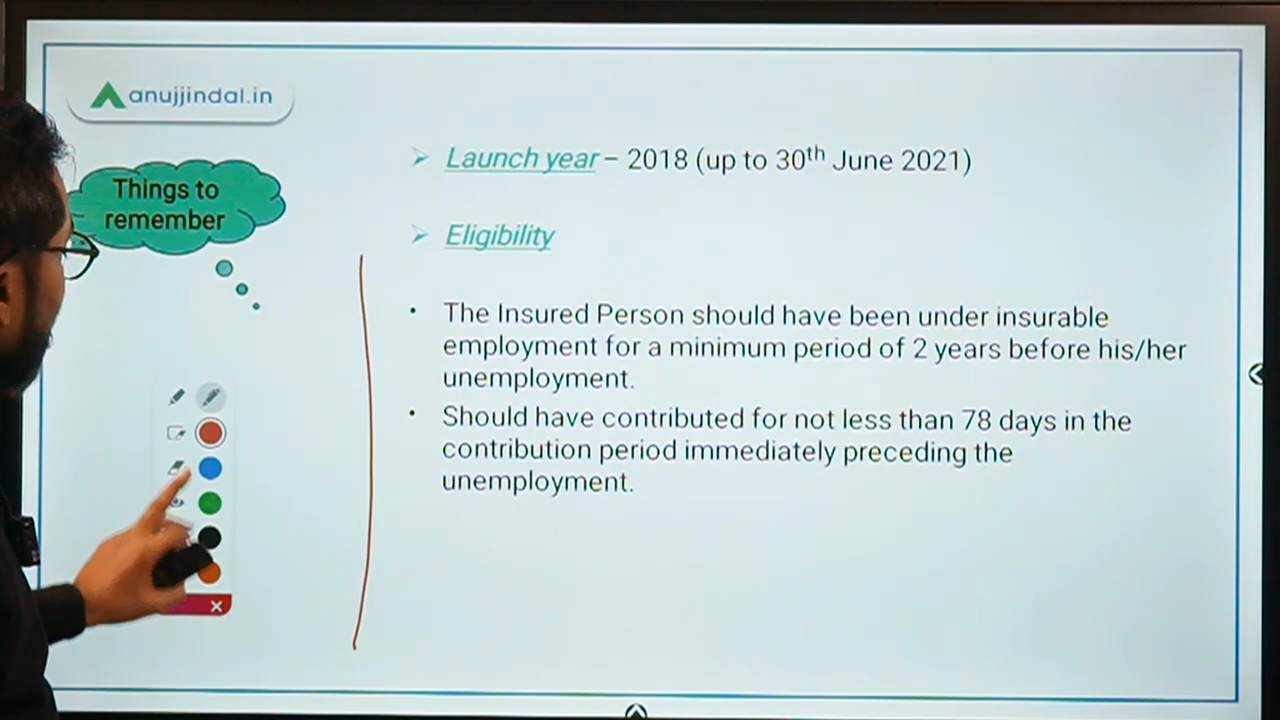 anujjindal.in
Things to
remember
Launch year – 2018 (up to 30th June 2021)
Eligibility
The Insured Person should have been under insurable
employment for a minimum period of 2 years before his/her
unemployment.
Should have contributed for not less than 78 days in the
contribution period immediately preceding the
unemployment.